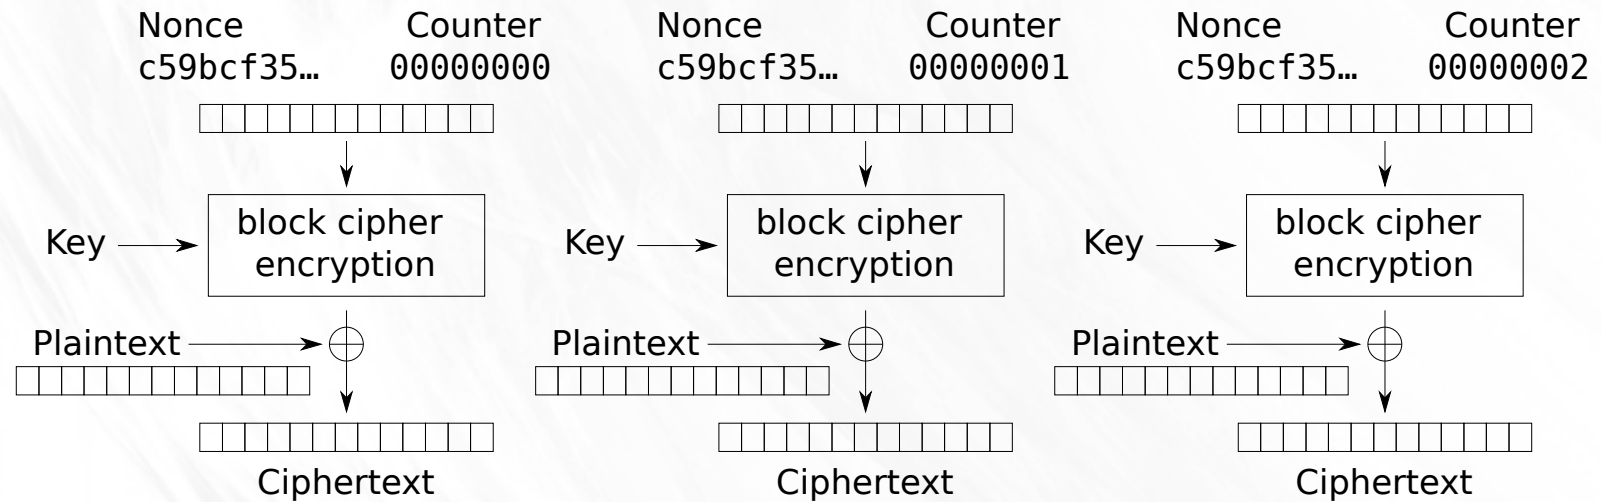 Nonce Counter Nonce Counter Nonce Counter
c59bcf35… 00000000 c59bcf35… 00000001 c59bcf35… 00000002
block cipher block cipher block cipher
Key Key Key
encryption encryption encryption
Plaintext Plaintext Plaintext
Ciphertext Ciphertext Ciphertext